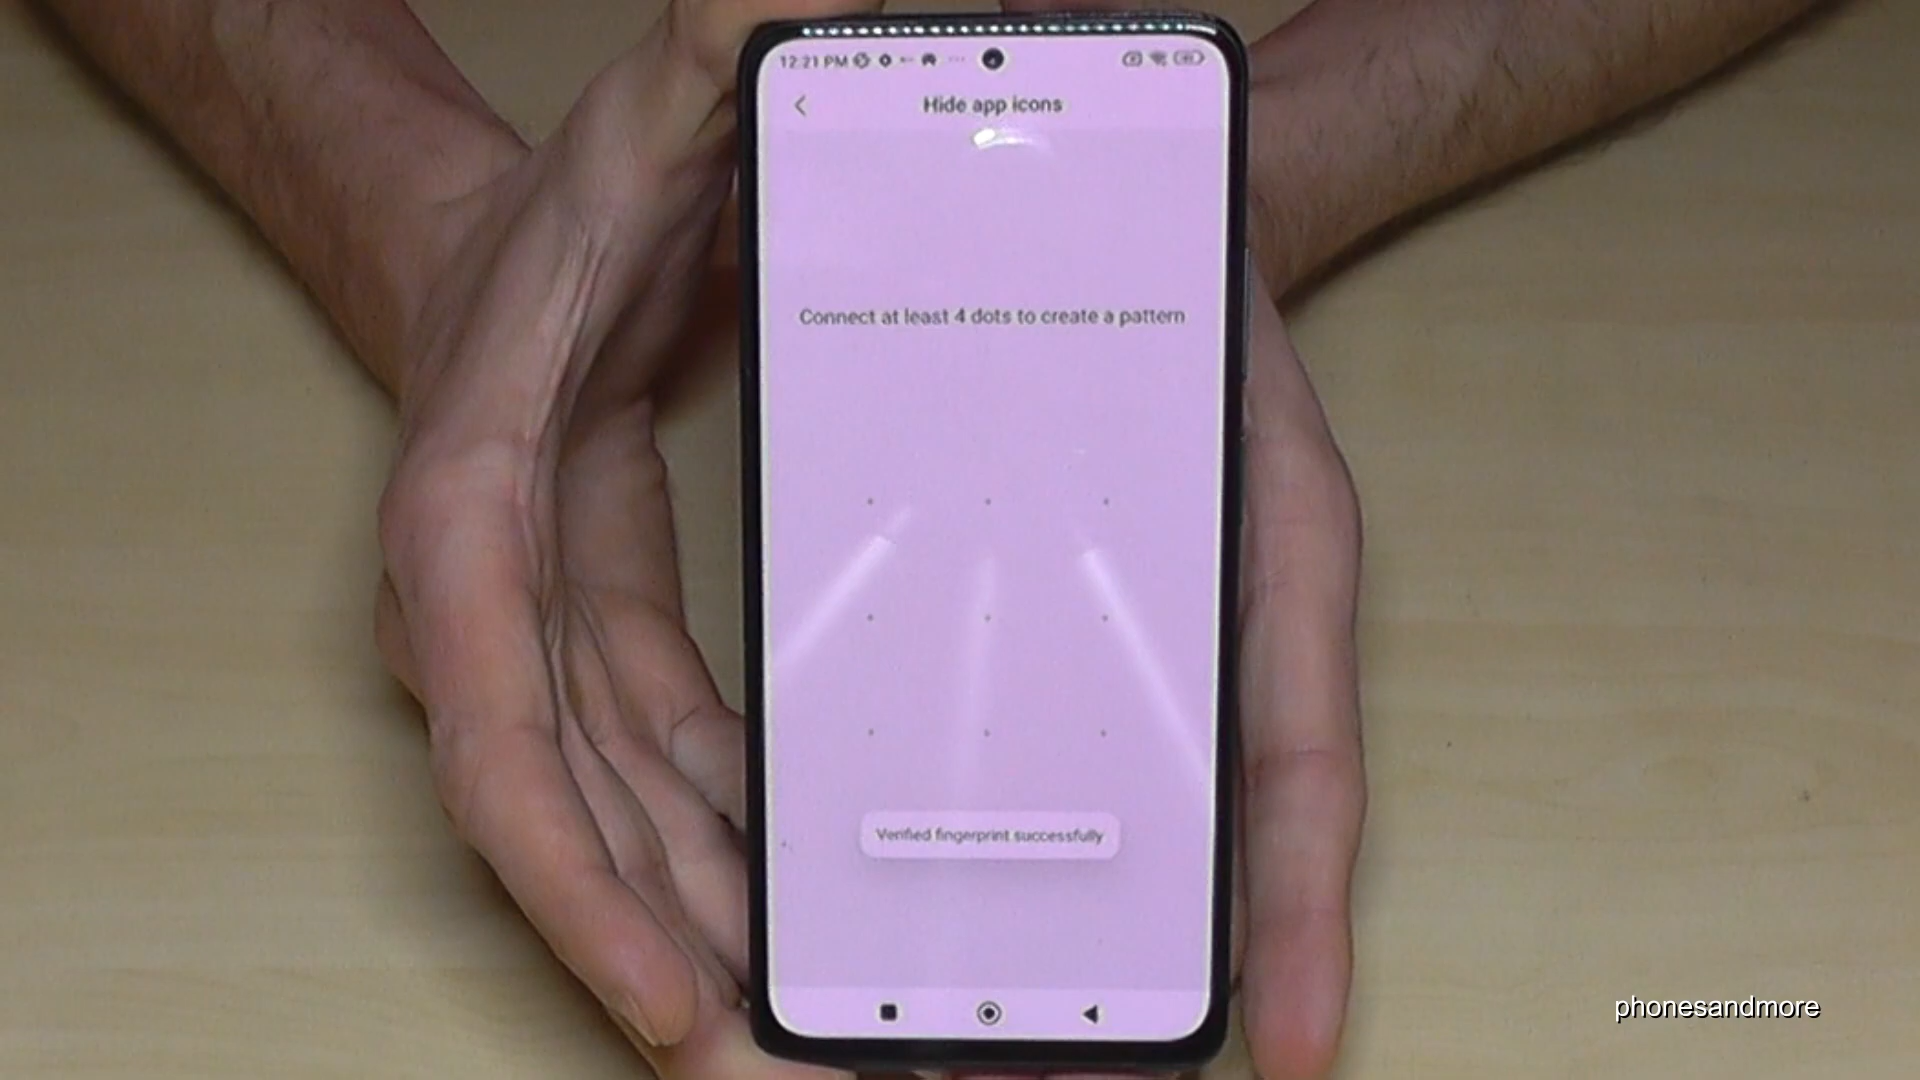 12:21 PM
Hide app icons
Connect at least 4 dots to create a pattern
Verified fingerprint successfully
phonesandmore